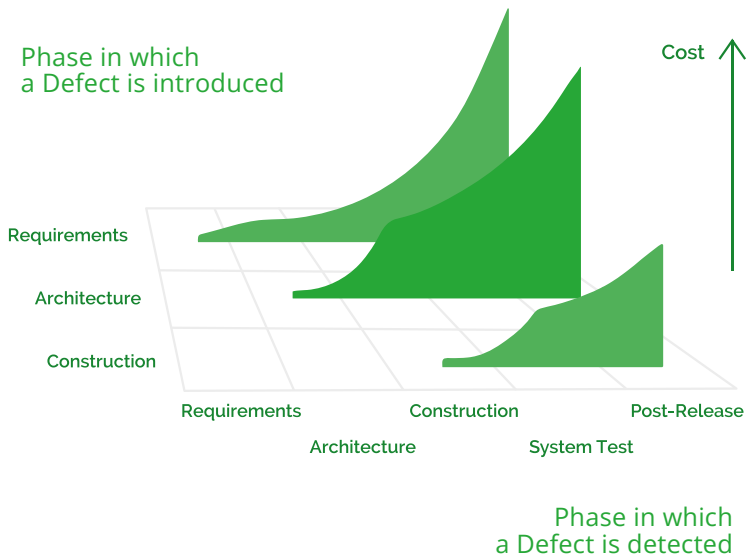 Phase in which
a Defect is introduced
Cost
Requirements
Architecture
Construction
Requirements
Construction
Post-Release
Architecture
System Test
Phase in which
a Defect is detected